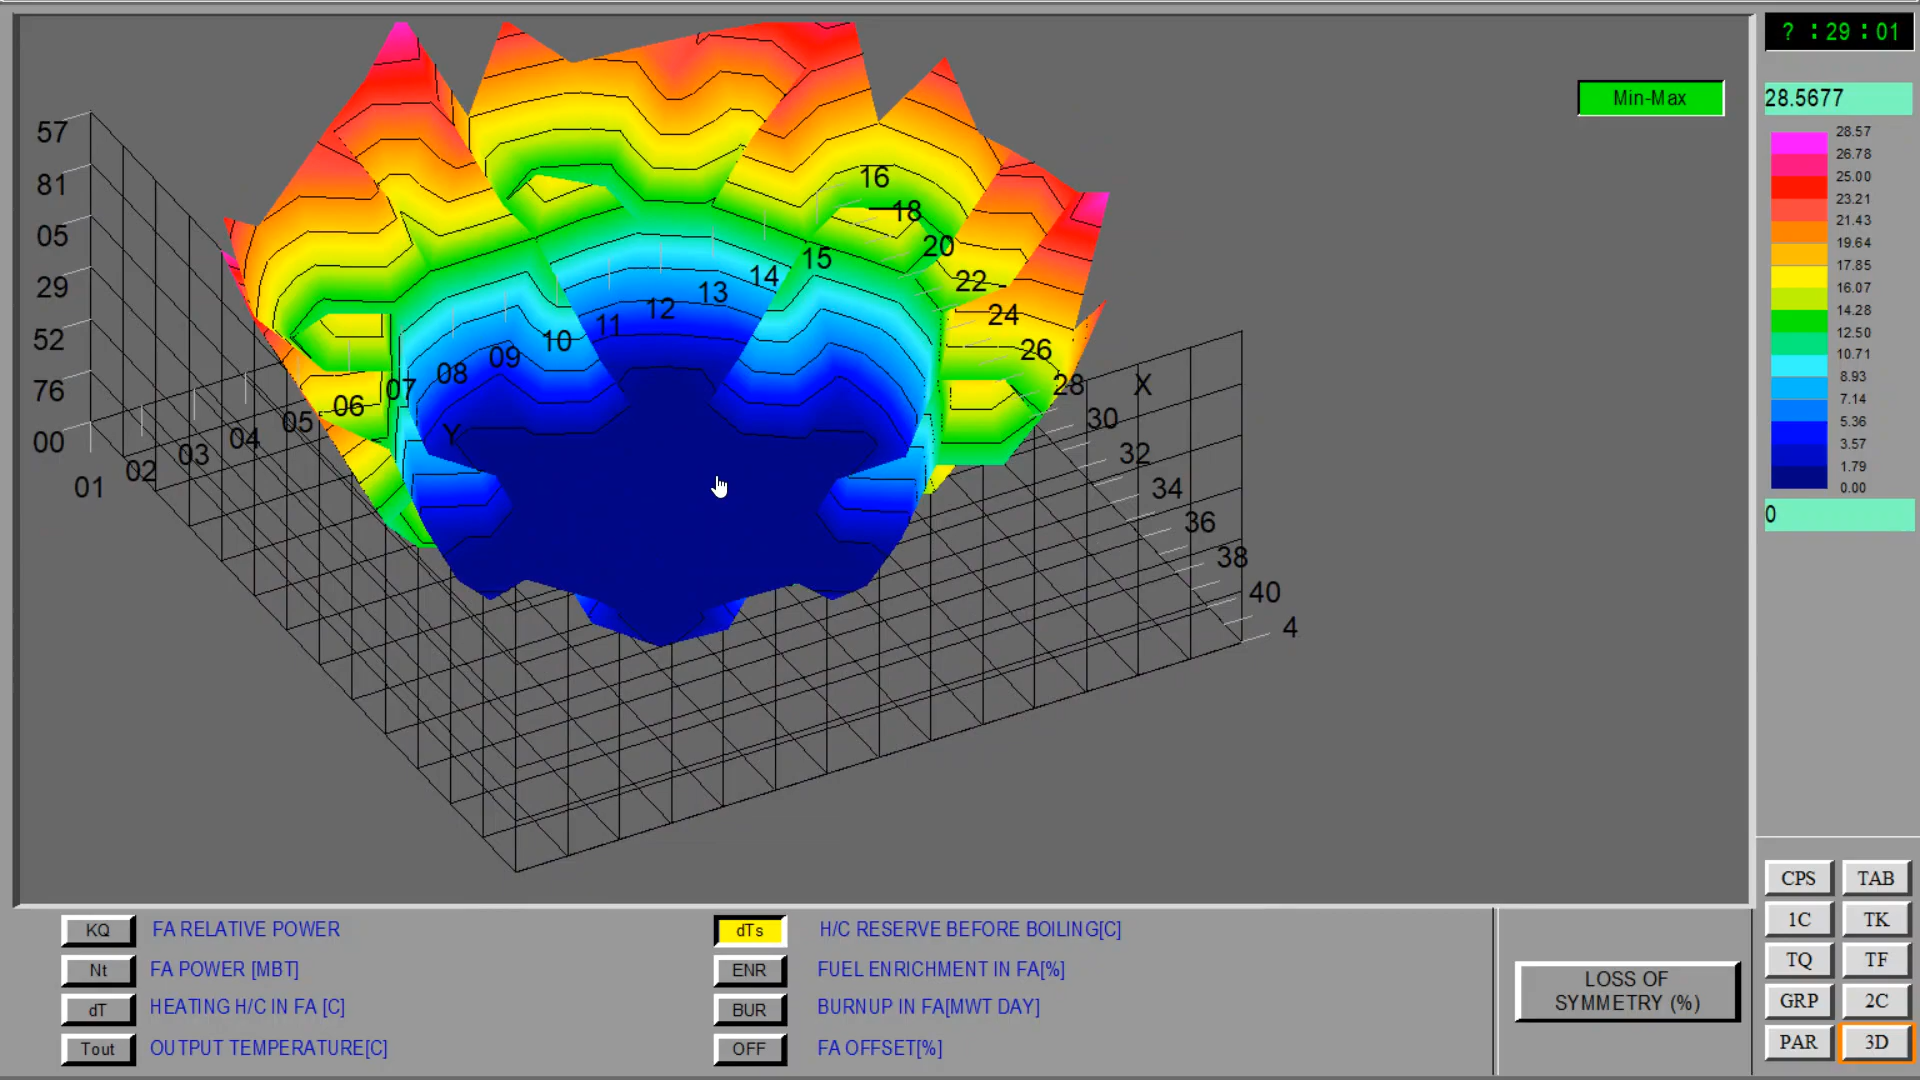 ? : 29 : 01
Min-Max
28.5677
28.57
26.78
25.00
23.21
21.43
19.64
17.85
16.07
14.28
12.50
10.71
8.93
7.14
5.36
3.57
1.79
0.00
0
57
81
05
29
52
76
00
01
02
03
04
05
06
07
08
09
10
11
12
13
14
15
16
18
20
22
24
26
28
30
32
34
36
38
40
4
X
Y
KQ FA RELATIVE POWER
Nt FA POWER [MBT]
dT HEATING H/C IN FA [C]
Tout OUTPUT TEMPERATURE[C]
dTs H/C RESERVE BEFORE BOILING[C]
ENR FUEL ENRICHMENT IN FA[%]
BUR BURNUP IN FA[MWT DAY]
OFF FA OFFSET[%]
LOSS OF
SYMMETRY (%)
CPS TAB
1C TK
TQ TF
GRP 2C
PAR 3D